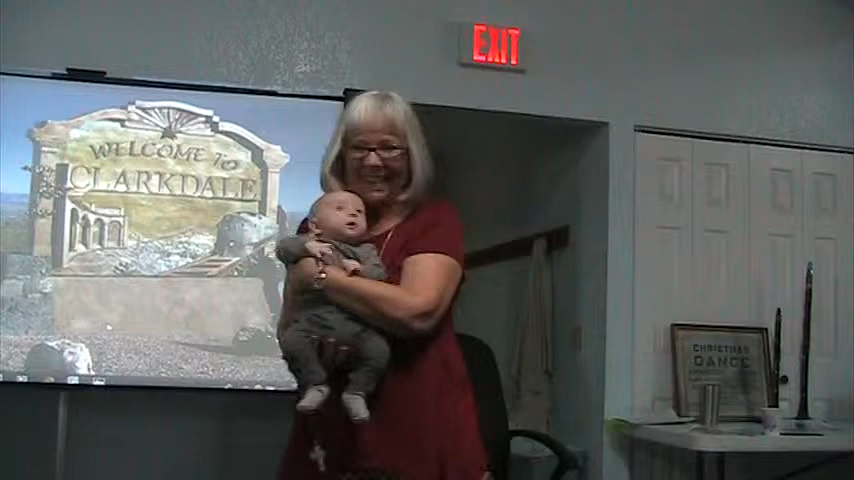 EXIT
WELCOME TO
CLARKDALE
CHRISTMAS
DANCE